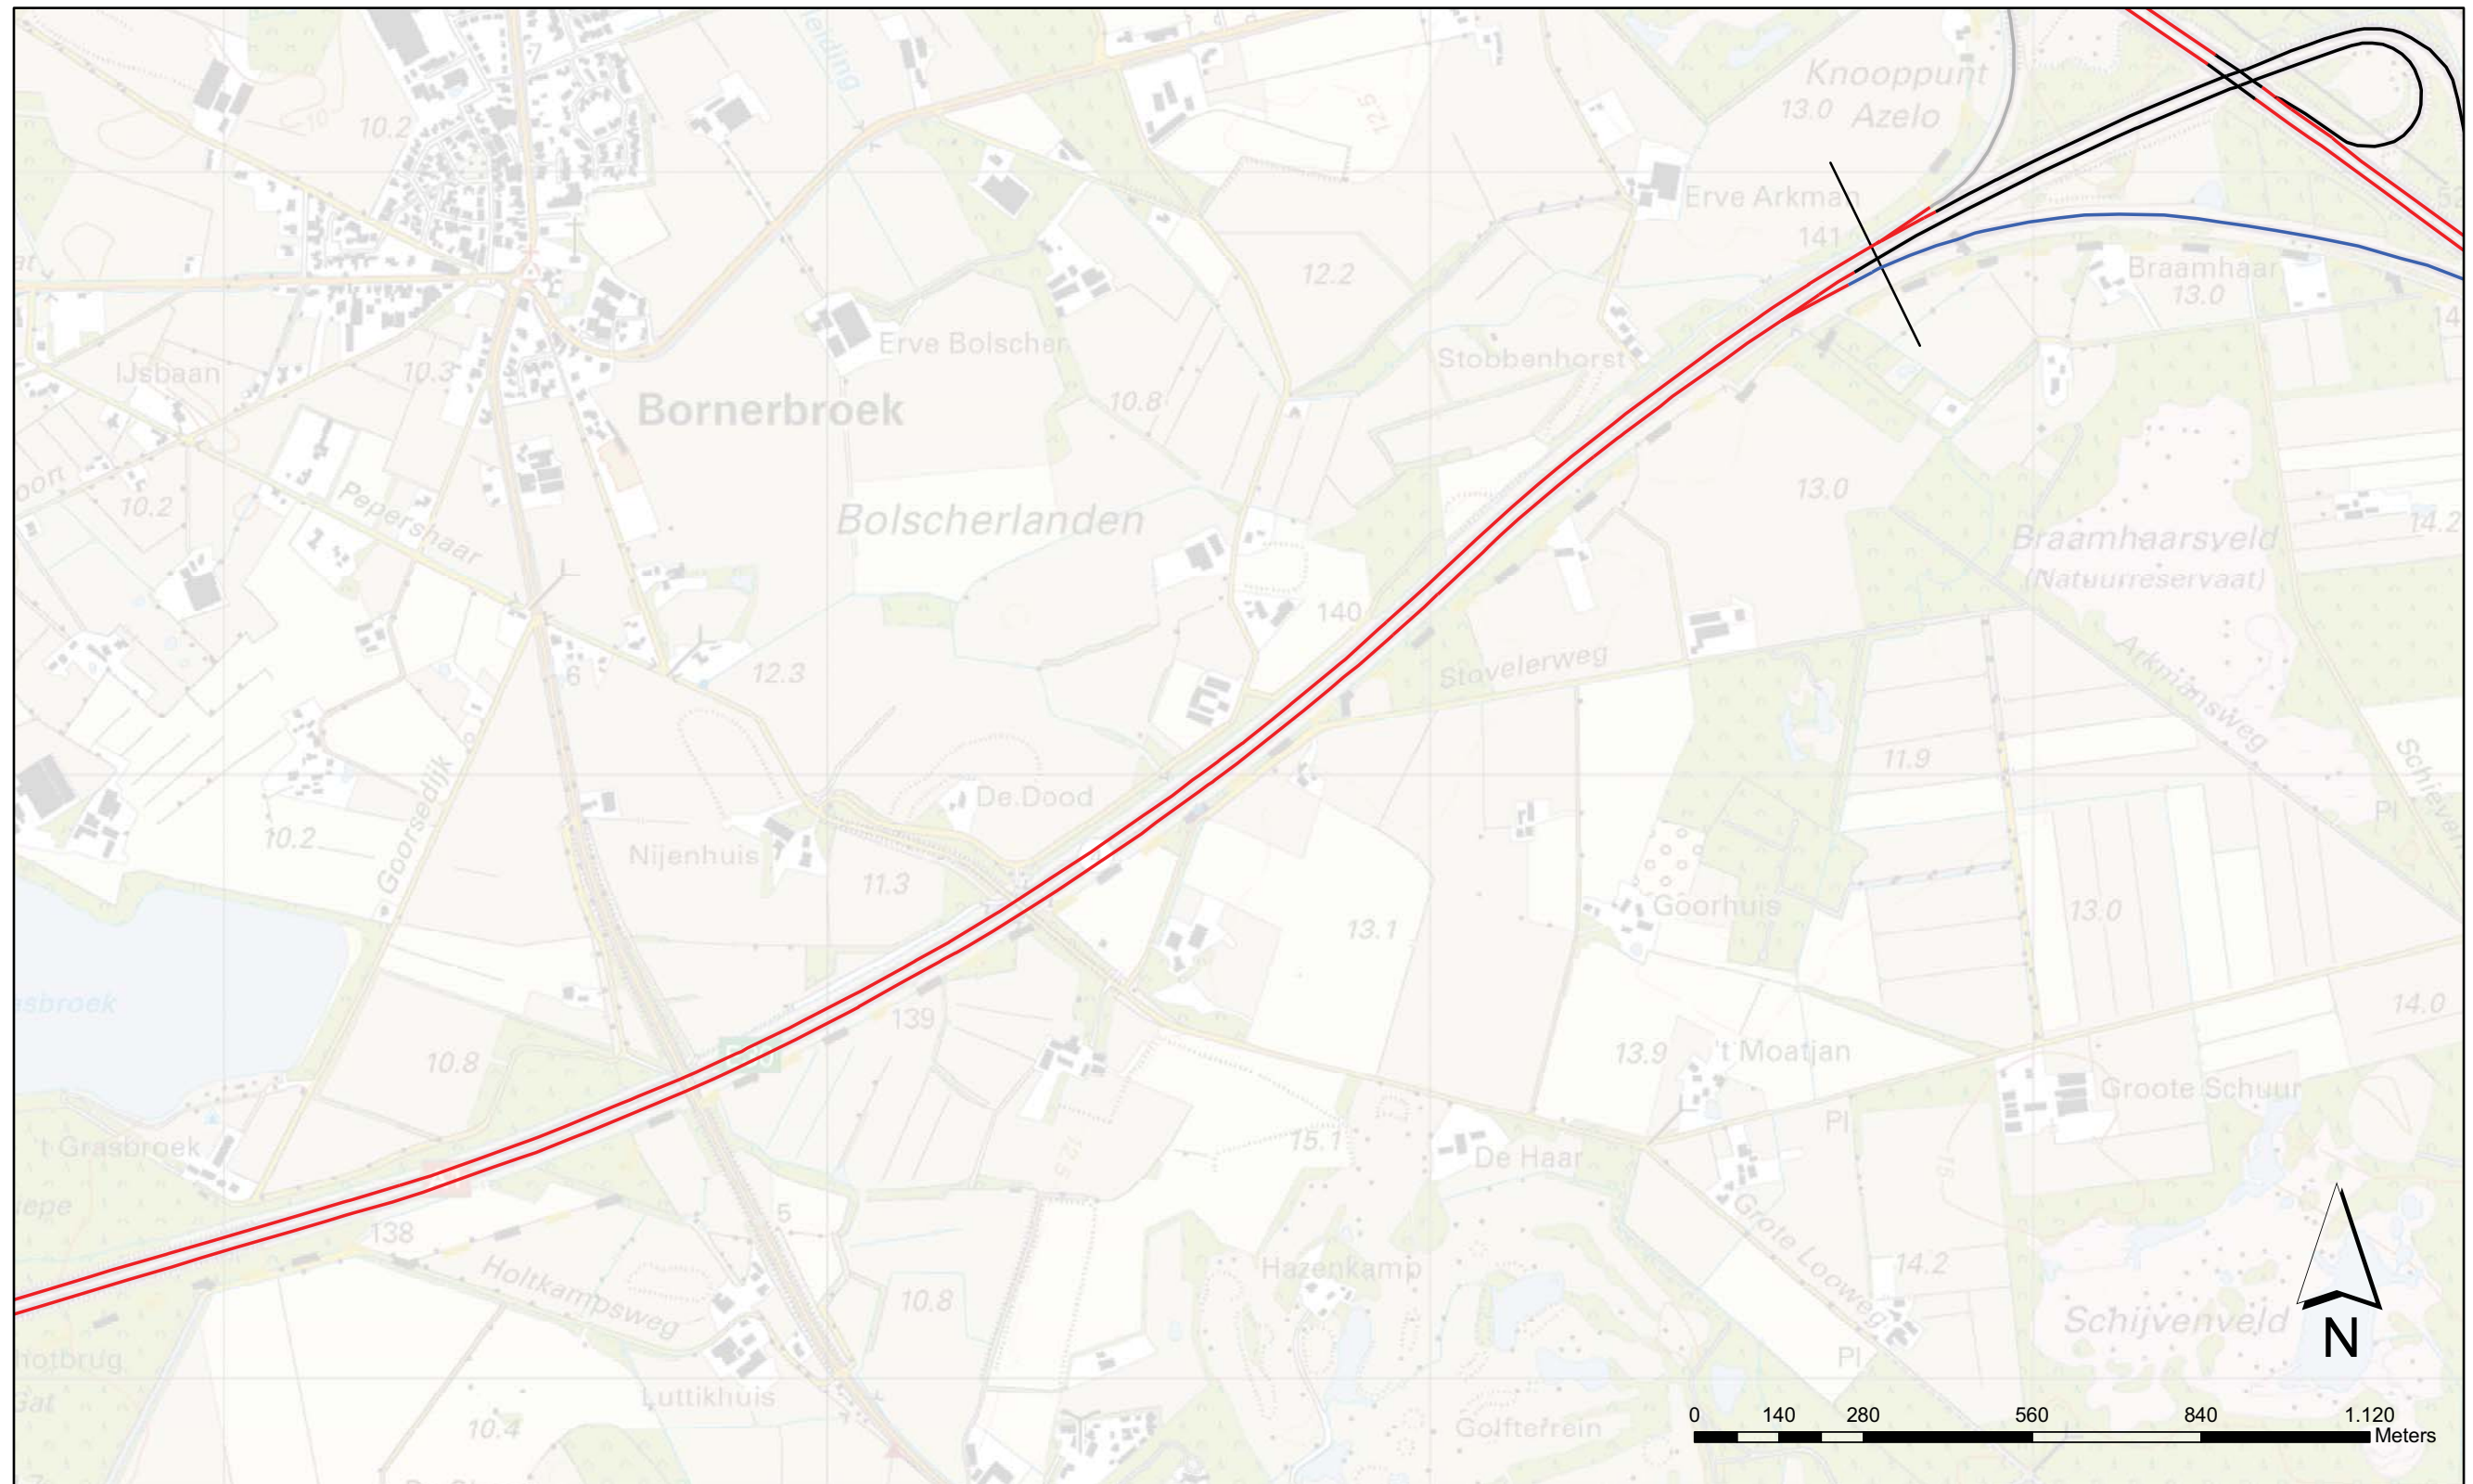 7
10.2
Knooppunt
13.0 Azelo
12.5
Erve Arkman
141
12.2
Braamhaar
13.0
Erve Bolscher
Stobbenhorst
IJsbaan
10.3
Bornerbroek
10.8
13.0
10.2
Pepershaar
Bolscherlanden
14.2
Braamhaarsveld
(Natuurreservaat)
140
Stovelerweg
Arkmansweg
6
12.3
11.9
Goorsedijk
De Dood
10.2
Nijenhuis
11.3
Pl
Goorhuis
13.0
13.1
14.0
139
10.8
13.9
't Moatjan
Groote Schuur
't Grasbroek
12.5
15.1
De Haar
Pl
138
5
Holtkampsweg
Hazenkamp
Grote Looweg
14.2
10.8
Schijvenveld
N
Pl
Luttikhuis
10.4
Golfterrein
0 140 280 560 840 1.120
Meters